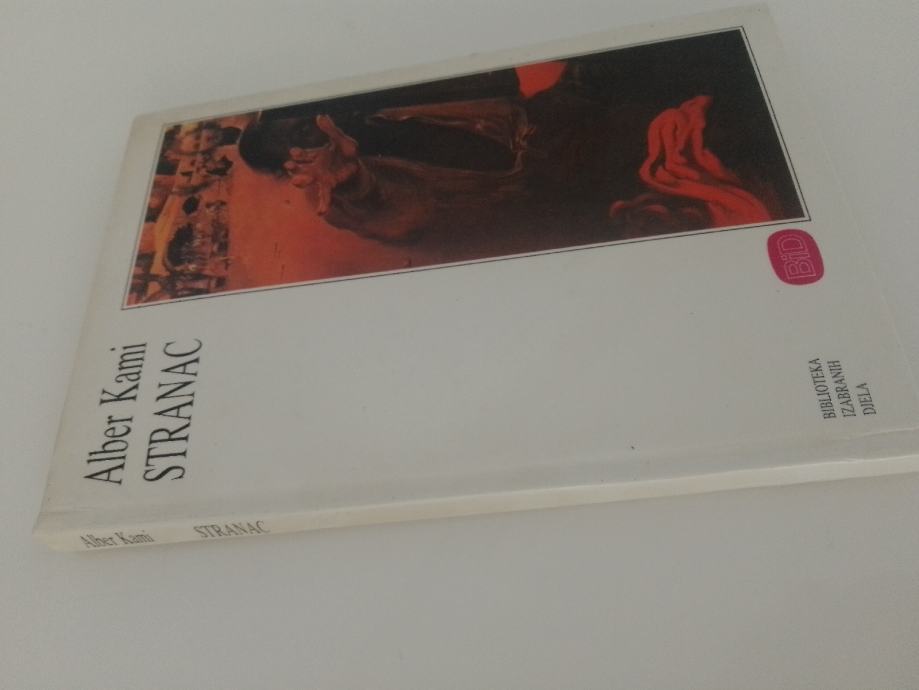 Alber Kami
STRANAC
BID
BIBLIOTEKA
IZABRANIH
DJELA
Alber Kami STRANAC